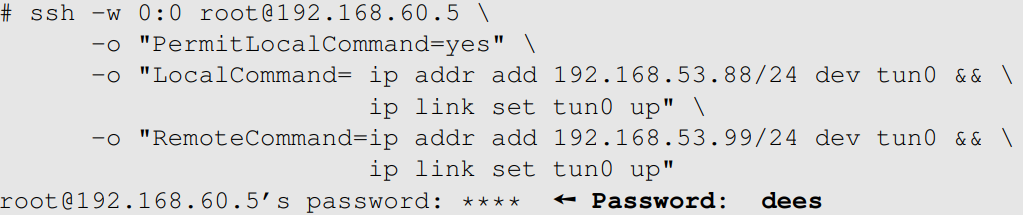 # ssh -w 0:0 root@192.168.60.5 \
-o "PermitLocalCommand=yes" \
-o "LocalCommand= ip addr add 192.168.53.88/24 dev tun0 && \
ip link set tun0 up" \
-o "RemoteCommand=ip addr add 192.168.53.99/24 dev tun0 && \
ip link set tun0 up"
root@192.168.60.5’s password: **** ← Password: dees